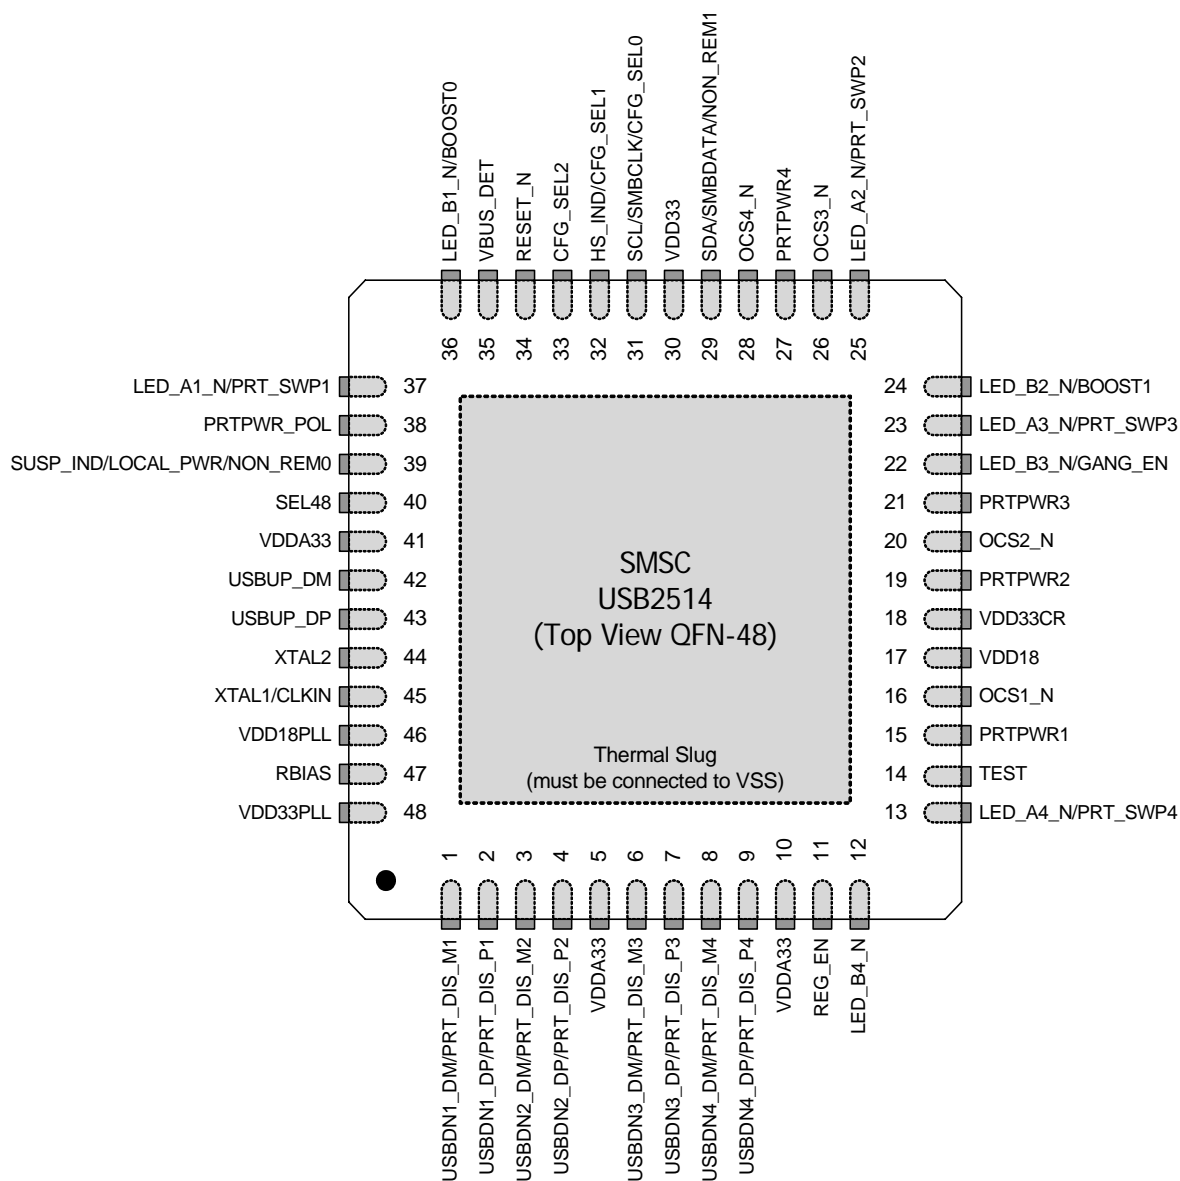 LED_B1_N/BOOST0
VBUS_DET
RESET_N
CFG_SEL2
HS_IND/CFG_SEL1
SCL/SMBCLK/CFG_SEL0
VDD33
SDA/SMBDATA/NON_REM1
OCS4_N
PRTPWR4
OCS3_N
LED_A2_N/PRT_SWP2
36
35
34
33
32
31
30
29
28
27
26
25
LED_A1_N/PRT_SWP1 37
PRTPWR_POL 38
SUSP_IND/LOCAL_PWR/NON_REM0 39
SEL48 40
VDDA33 41
USBUP_DM 42
USBUP_DP 43
XTAL2 44
XTAL1/CLKIN 45
VDD18PLL 46
RBIAS 47
VDD33PLL 48
SMSC
USB2514
(Top View QFN-48)
Thermal Slug
(must be connected to VSS)
24 LED_B2_N/BOOST1
23 LED_A3_N/PRT_SWP3
22 LED_B3_N/GANG_EN
21 PRTPWR3
20 OCS2_N
19 PRTPWR2
18 VDD33CR
17 VDD18
16 OCS1_N
15 PRTPWR1
14 TEST
13 LED_A4_N/PRT_SWP4
1
2
3
4
5
6
7
8
9
10
11
12
USBDN1_DM/PRT_DIS_M1
USBDN1_DP/PRT_DIS_P1
USBDN2_DM/PRT_DIS_M2
USBDN2_DP/PRT_DIS_P2
VDDA33
USBDN3_DM/PRT_DIS_M3
USBDN3_DP/PRT_DIS_P3
USBDN4_DM/PRT_DIS_M4
USBDN4_DP/PRT_DIS_P4
VDDA33
REG_EN
LED_B4_N